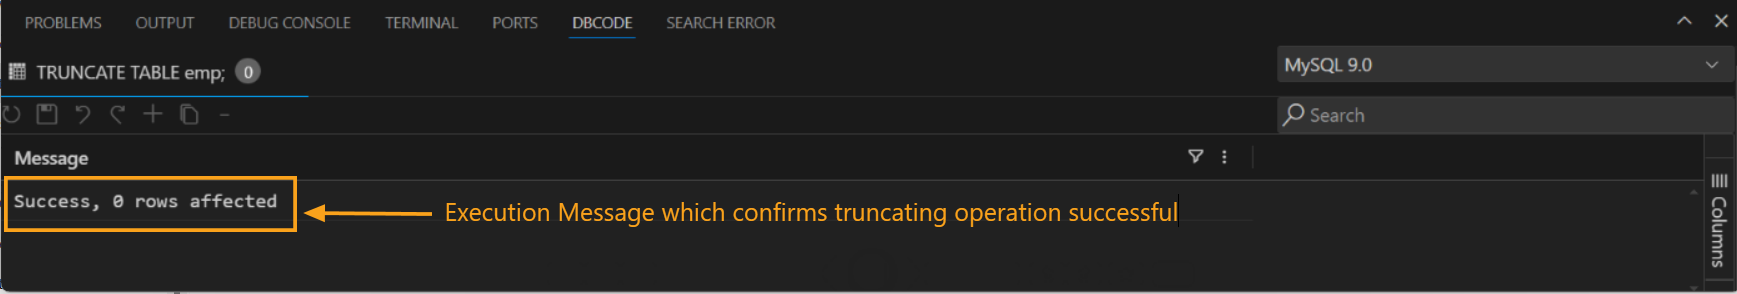 PROBLEMS OUTPUT DEBUG CONSOLE TERMINAL PORTS DBCODE SEARCH ERROR
TRUNCATE TABLE emp; 0
MySQL 9.0
Search
Message
Success, 0 rows affected
Execution Message which confirms truncating operation successful
Columns